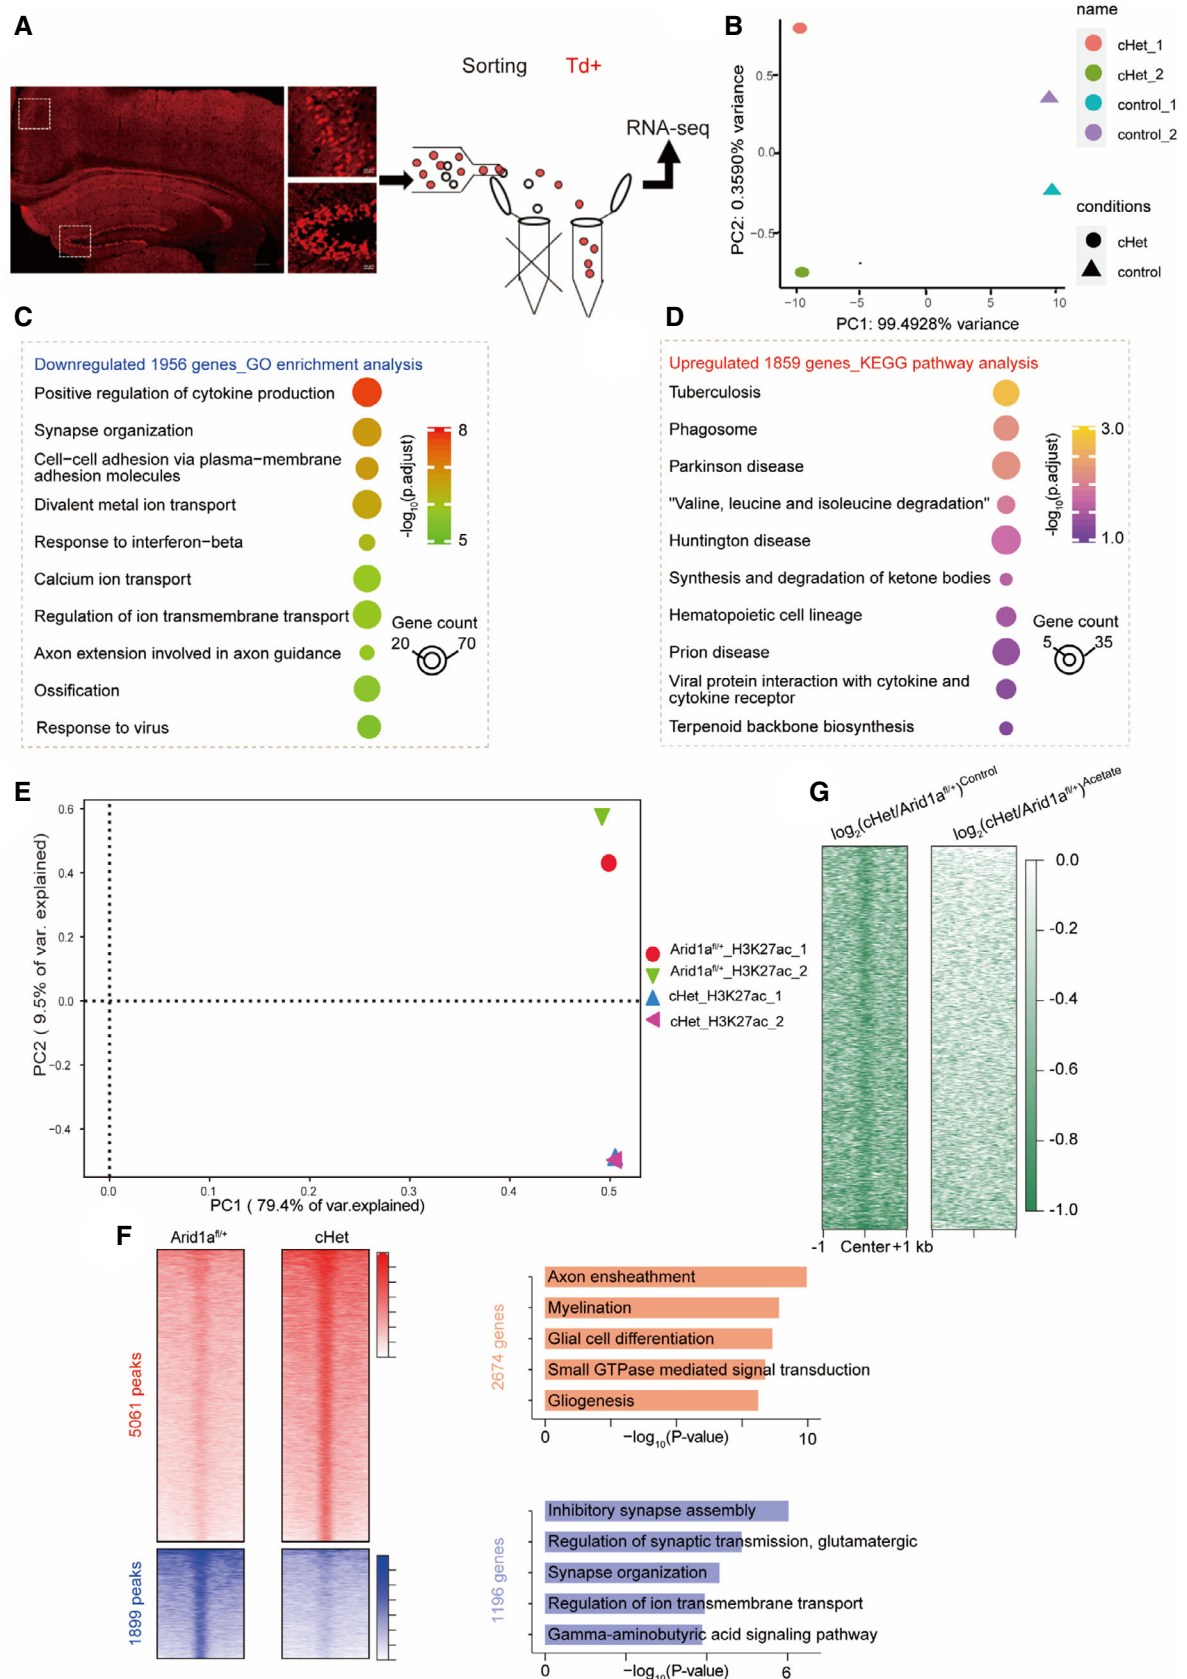 A
Sorting Td+
RNA-seq
B
PC2: 0.3590% variance
0.5
0.0
−0.5
−10 −5 0 5 10
PC1: 99.4928% variance
name
cHet_1
cHet_2
control_1
control_2
conditions
cHet
control
C
Downregulated 1956 genes_GO enrichment analysis
Positive regulation of cytokine production
Synapse organization
Cell−cell adhesion via plasma−membrane
adhesion molecules
Divalent metal ion transport
Response to interferon−beta
Calcium ion transport
Regulation of ion transmembrane transport
Axon extension involved in axon guidance
Ossification
Response to virus
-log10(p.adjust)
8
5
Gene count
20 70
D
Upregulated 1859 genes_KEGG pathway analysis
Tuberculosis
Phagosome
Parkinson disease
"Valine, leucine and isoleucine degradation"
Huntington disease
Synthesis and degradation of ketone bodies
Hematopoietic cell lineage
Prion disease
Viral protein interaction with cytokine and
cytokine receptor
Terpenoid backbone biosynthesis
-log10(p.adjust)
3.0
1.0
Gene count
5 35
E
PC2 ( 9.5% of var. explained)
0.6
0.4
0.2
0.0
−0.2
−0.4
0.0 0.1 0.2 0.3 0.4 0.5
PC1 ( 79.4% of var.explained)
Arid1afl/+_H3K27ac_1
Arid1afl/+_H3K27ac_2
cHet_H3K27ac_1
cHet_H3K27ac_2
G
log2(cHet/Arid1afl/+)Control
log2(cHet/Arid1afl/+)Acetate
0.0
-0.2
-0.4
-0.6
-0.8
-1.0
-1 Center +1 kb
F
Arid1afl/+ cHet
5061 peaks
1899 peaks
2674 genes
Axon ensheathment
Myelination
Glial cell differentiation
Small GTPase mediated signal transduction
Gliogenesis
0 −log10(P-value) 10
1196 genes
Inhibitory synapse assembly
Regulation of synaptic transmission, glutamatergic
Synapse organization
Regulation of ion transmembrane transport
Gamma-aminobutyric acid signaling pathway
0 −log10(P-value) 6